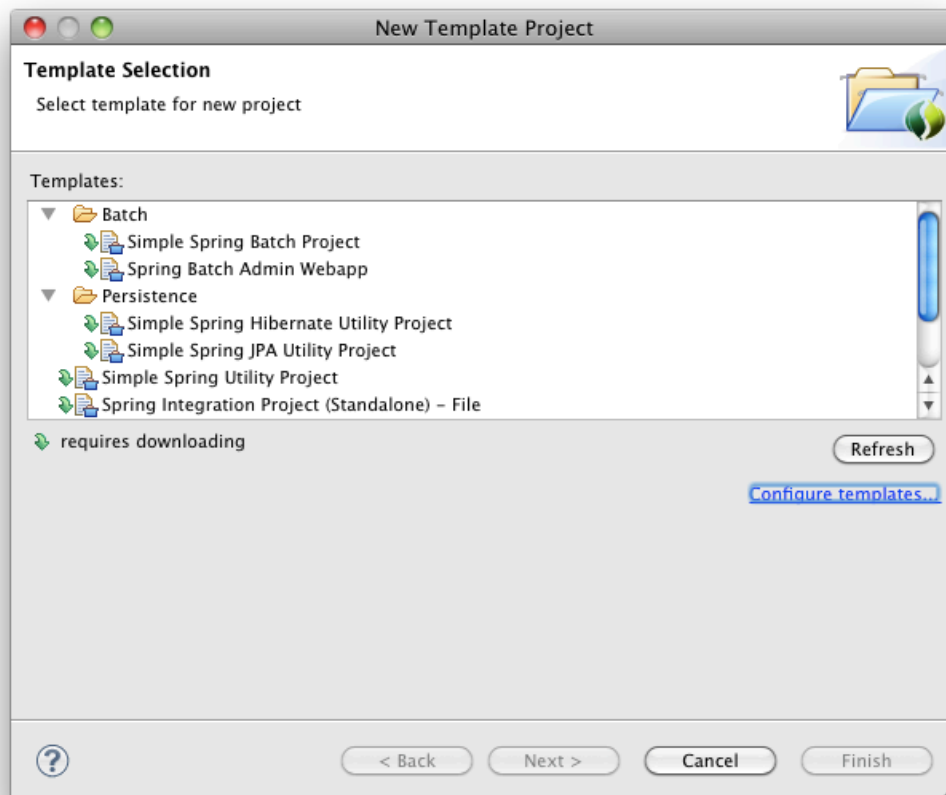 New Template Project
Template Selection
Select template for new project
Templates:
Batch
Simple Spring Batch Project
Spring Batch Admin Webapp
Persistence
Simple Spring Hibernate Utility Project
Simple Spring JPA Utility Project
Simple Spring Utility Project
Spring Integration Project (Standalone) – File
requires downloading
Refresh
Configure templates...
?
< Back Next > Cancel Finish